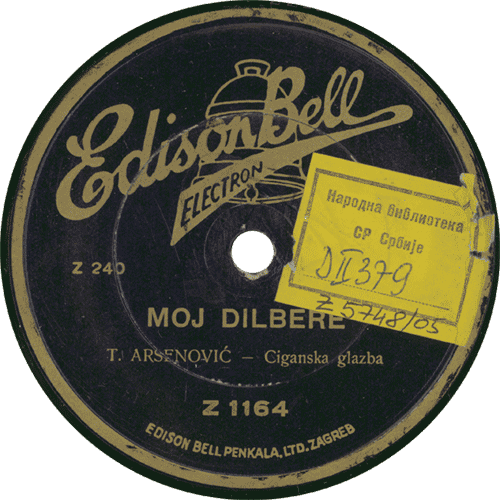 Edison Bell
ELECTRON
Народна библиотека
СР Србије
D II 379
Z 5748/05
Z 240
MOJ DILBERE
T. ARSENOVIĆ – Ciganska glazba
Z 1164
EDISON BELL PENKALA, LTD. ZAGREB